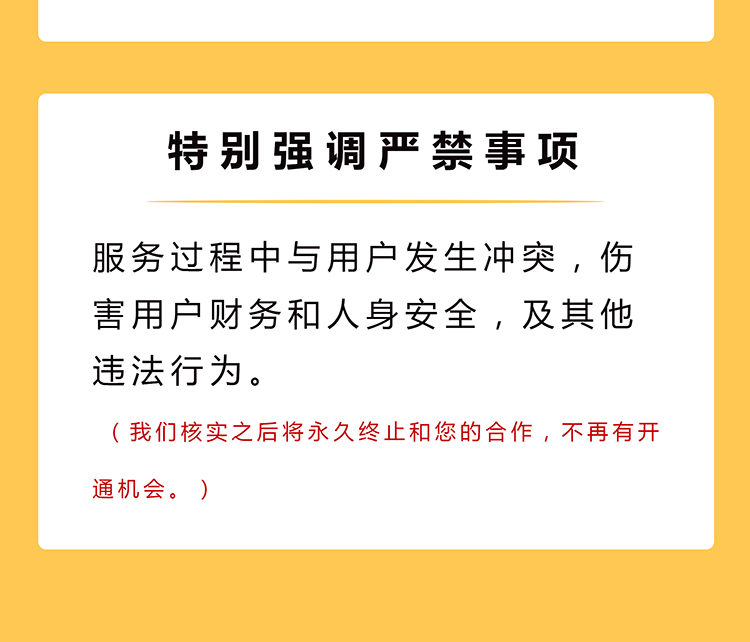 特别强调严禁事项
服务过程中与用户发生冲突，伤
害用户财务和人身安全，及其他
违法行为。
（我们核实之后将永久终止和您的合作，不再有开
通机会。）